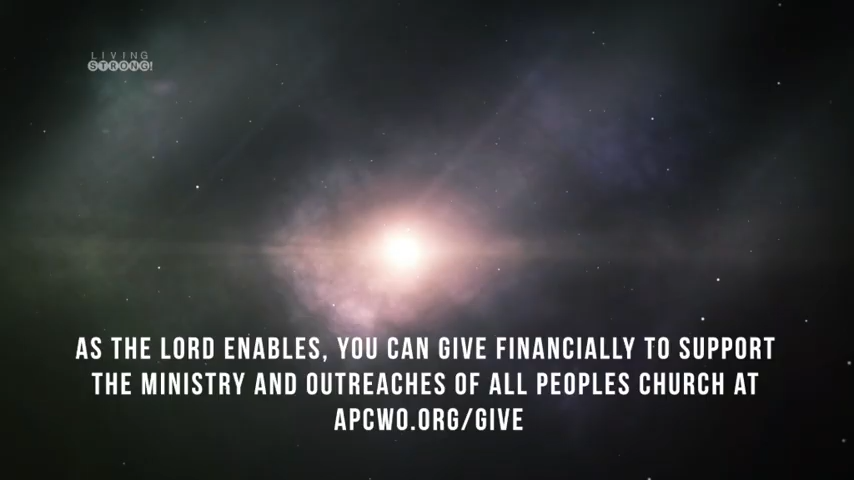 LIVING
STRONG!
AS THE LORD ENABLES, YOU CAN GIVE FINANCIALLY TO SUPPORT
THE MINISTRY AND OUTREACHES OF ALL PEOPLES CHURCH AT
APCWO.ORG/GIVE